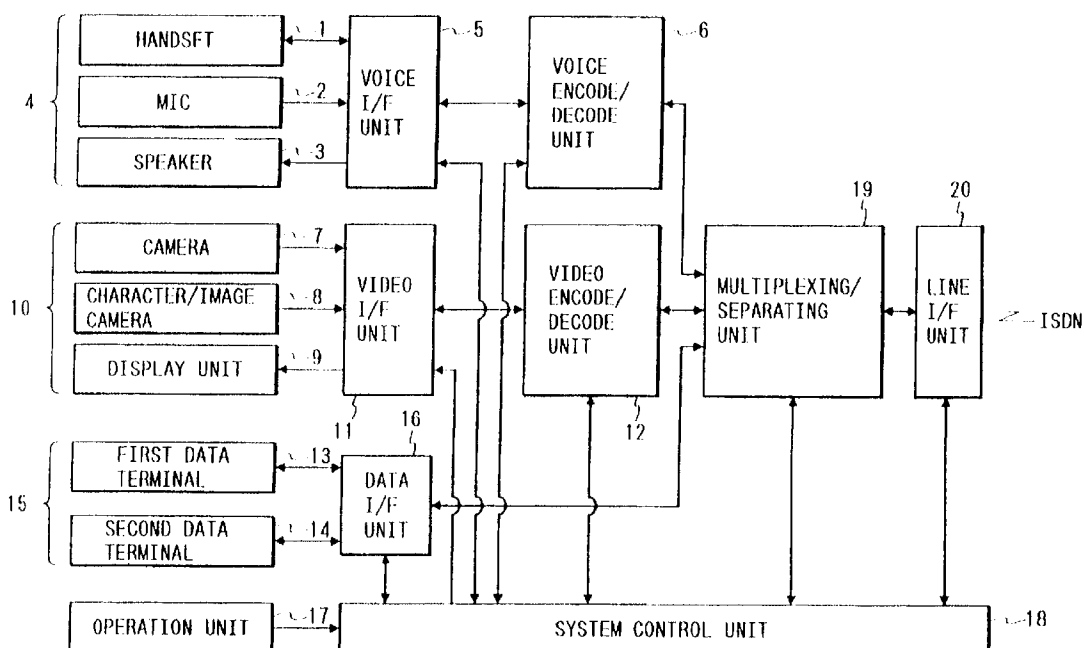 HANDSET
1
5
6
4
MIC
2
VOICE
I/F
UNIT
VOICE
ENCODE/
DECODE
UNIT
SPEAKER
3
19
20
CAMERA
7
10
CHARACTER/IMAGE
CAMERA
8
VIDEO
I/F
UNIT
VIDEO
ENCODE/
DECODE
UNIT
MULTIPLEXING/
SEPARATING
UNIT
LINE
I/F
UNIT
ISDN
DISPLAY UNIT
9
11
16
12
FIRST DATA
TERMINAL
13
15
DATA
I/F
UNIT
SECOND DATA
TERMINAL
14
OPERATION UNIT
17
SYSTEM CONTROL UNIT
18